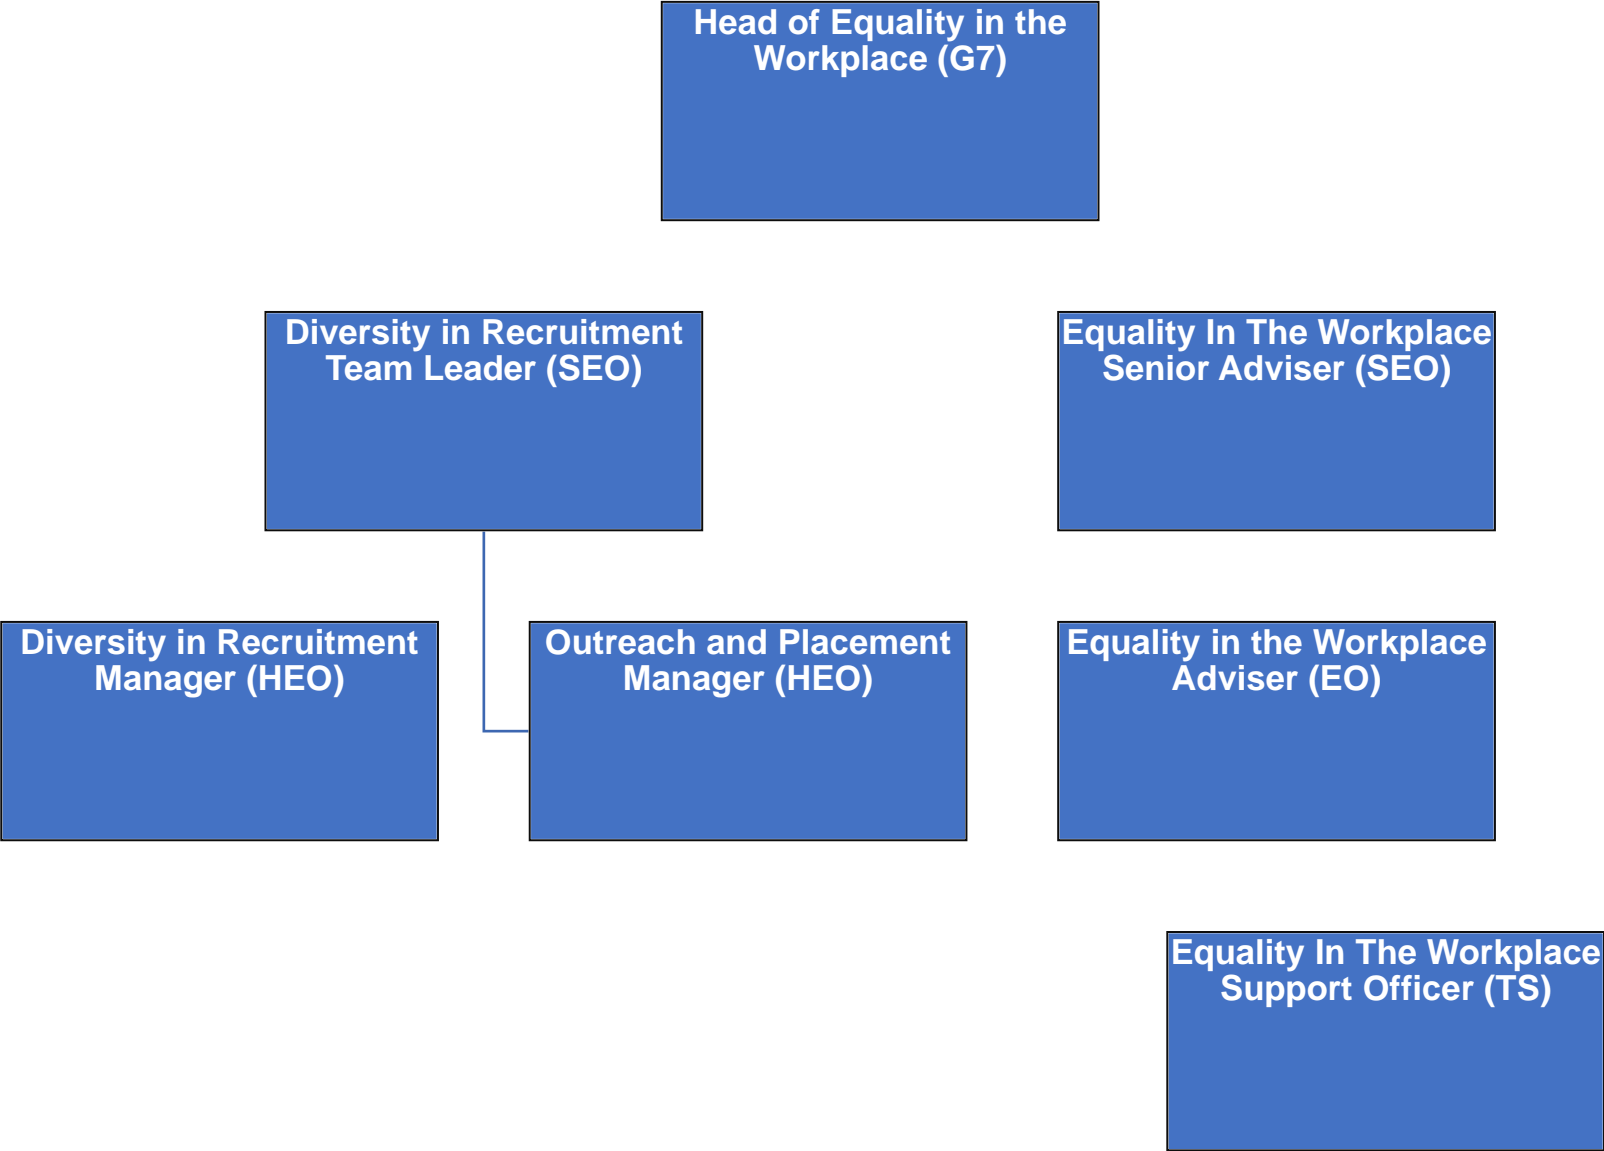 Head of Equality in the
Workplace (G7)
Diversity in Recruitment
Team Leader (SEO)
Equality In The Workplace
Senior Adviser (SEO)
Diversity in Recruitment
Manager (HEO)
Outreach and Placement
Manager (HEO)
Equality in the Workplace
Adviser (EO)
Equality In The Workplace
Support Officer (TS)